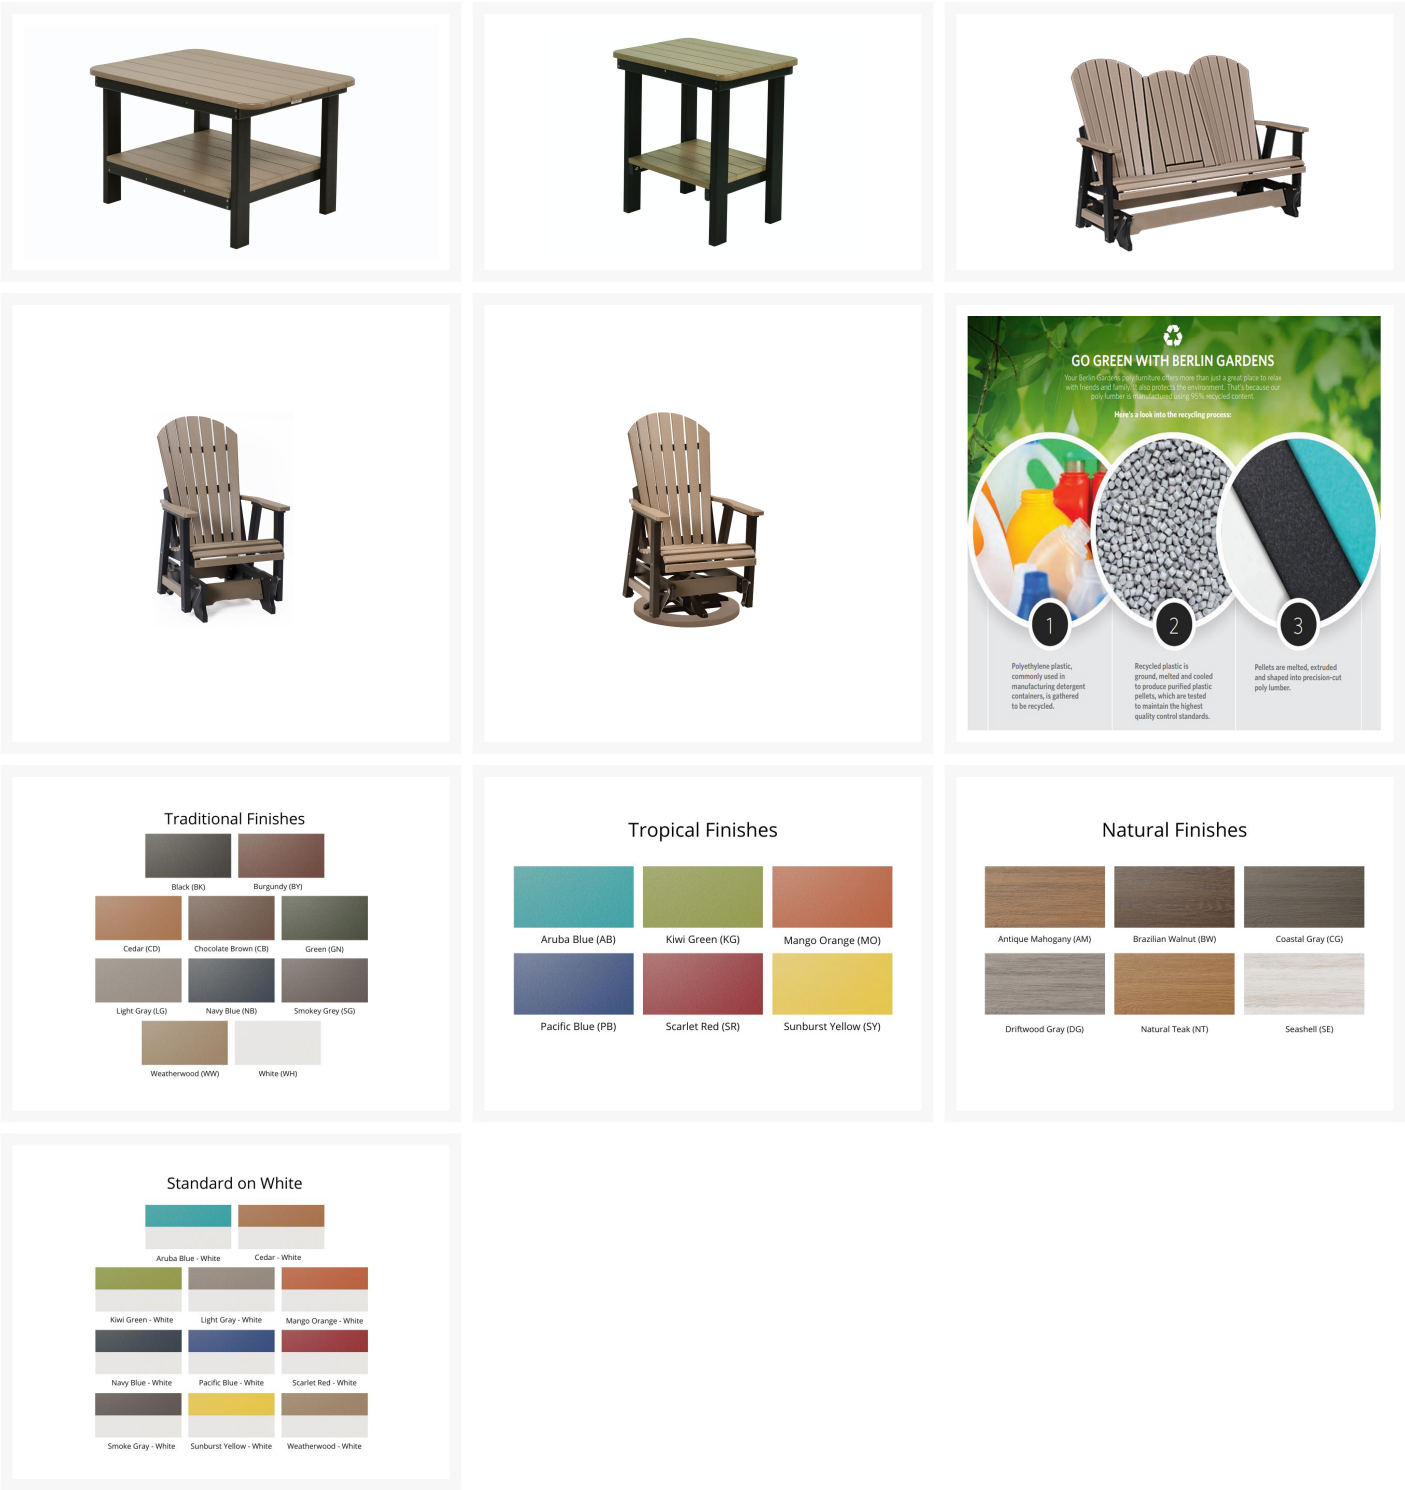 GO GREEN WITH BERLIN GARDENS
Your Berlin Gardens poly furniture offers more than just a great place to relax
with friends and family. It also protects the environment. That's because our
poly lumber is manufactured using 95% recycled content.
Here's a look into the recycling process:
1
2
3
Polyethylene plastic,
commonly used in
manufacturing detergent
containers, is gathered
to be recycled.
Recycled plastic is
ground, melted and cooled
to produce purified plastic
pellets, which are tested
to maintain the highest
quality control standards.
Pellets are melted, extruded
and shaped into precision-cut
poly lumber.
Traditional Finishes
Black (BK)
Burgundy (BY)
Cedar (CD)
Chocolate Brown (CB)
Green (GN)
Light Gray (LG)
Navy Blue (NB)
Smokey Grey (SG)
Weatherwood (WW)
White (WH)
Tropical Finishes
Aruba Blue (AB)
Kiwi Green (KG)
Mango Orange (MO)
Pacific Blue (PB)
Scarlet Red (SR)
Sunburst Yellow (SY)
Natural Finishes
Antique Mahogany (AM)
Brazilian Walnut (BW)
Coastal Gray (CG)
Driftwood Gray (DG)
Natural Teak (NT)
Seashell (SE)
Standard on White
Aruba Blue - White
Cedar - White
Kiwi Green - White
Light Gray - White
Mango Orange - White
Navy Blue - White
Pacific Blue - White
Scarlet Red - White
Smoke Gray - White
Sunburst Yellow - White
Weatherwood - White